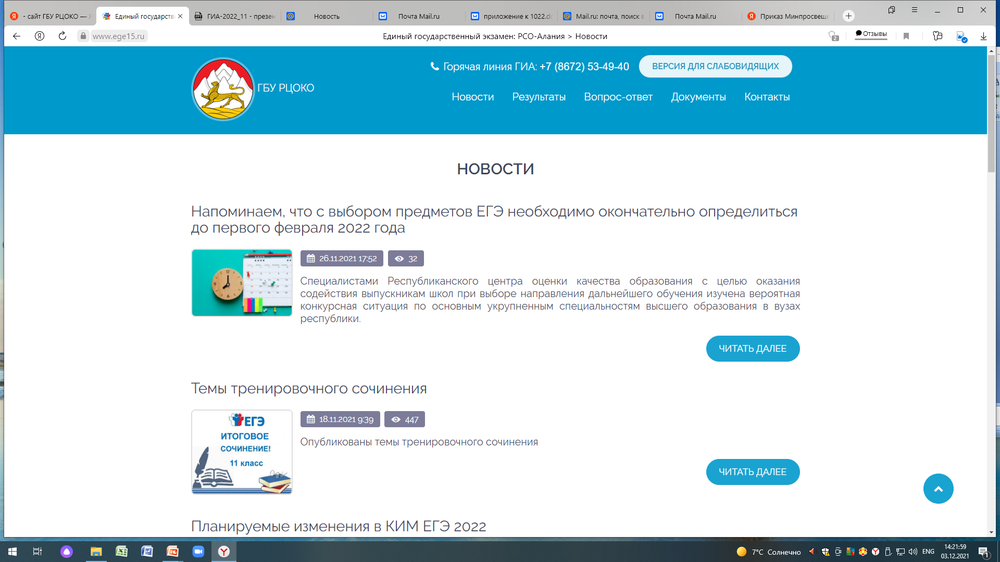 - сайт ГБУ РЦОКО —
Единый государств
ГИА-2022_11 - презен
Новость
Почта Mail.ru
приложение к 1022.do
Mail.ru: почта, поиск в
Почта Mail.ru
Приказ Минпросвеще
www.ege15.ru
Единый государственный экзамен: РСО-Алания > Новости
2
Отзывы
ГБУ РЦОКО
Горячая линия ГИА: +7 (8672) 53-49-40
ВЕРСИЯ ДЛЯ СЛАБОВИДЯЩИХ
Новости Результаты Вопрос-ответ Документы Контакты
НОВОСТИ
Напоминаем, что с выбором предметов ЕГЭ необходимо окончательно определиться
до первого февраля 2022 года
26.11.2021 17:52
32
Специалистами Республиканского центра оценки качества образования с целью оказания
содействия выпускникам школ при выборе направления дальнейшего обучения изучена вероятная
конкурсная ситуация по основным укрупненным специальностям высшего образования в вузах
республики.
ЧИТАТЬ ДАЛЕЕ
Темы тренировочного сочинения
ЕГЭ
ИТОГОВОЕ
СОЧИНЕНИЕ!
11 класс
18.11.2021 9:39
447
Опубликованы темы тренировочного сочинения
ЧИТАТЬ ДАЛЕЕ
Планируемые изменения в КИМ ЕГЭ 2022
7°C Солнечно
ENG
14:21:59
03.12.2021
1